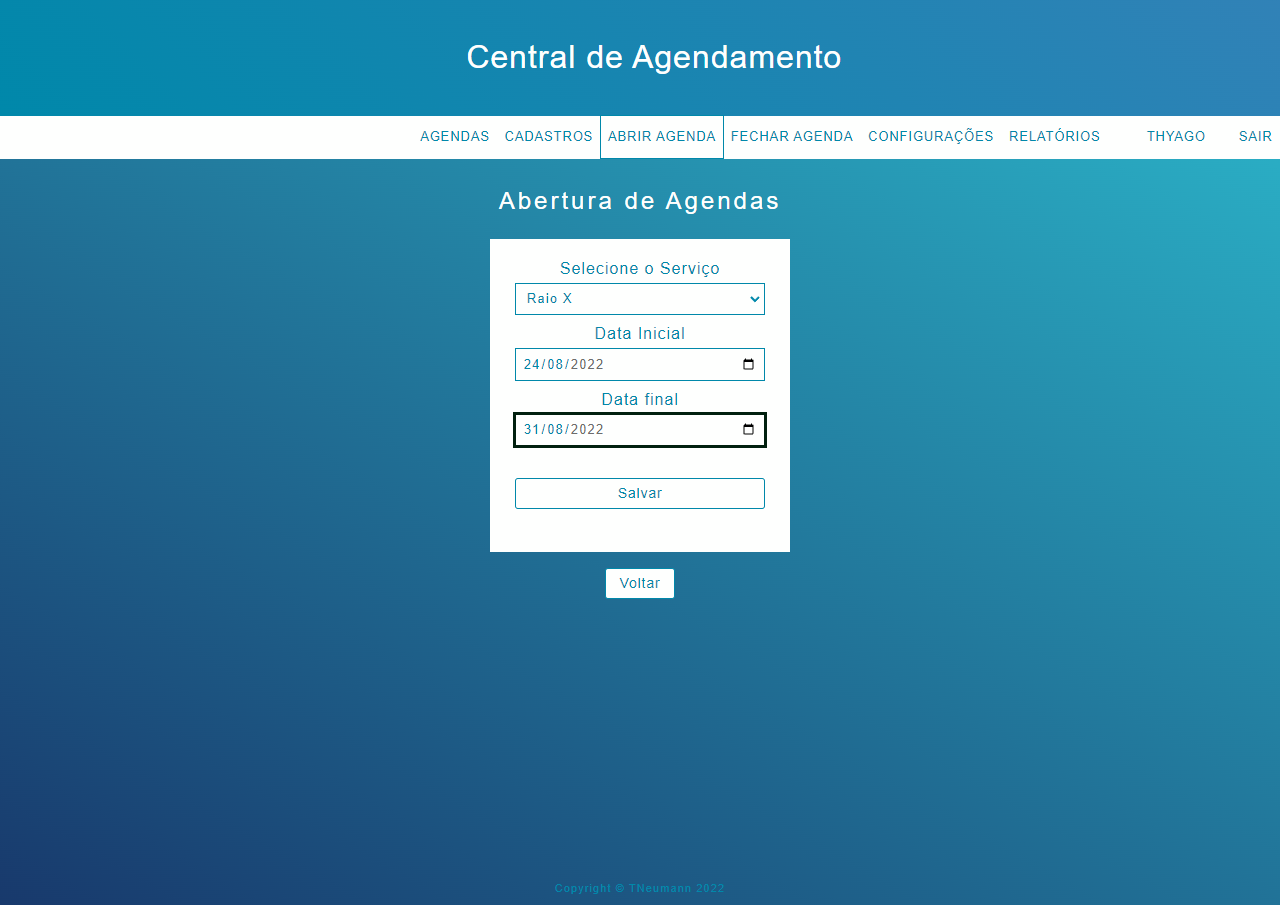 Central de Agendamento
AGENDAS CADASTROS ABRIR AGENDA FECHAR AGENDA CONFIGURAÇÕES RELATÓRIOS THYAGO SAIR
Abertura de Agendas
Selecione o Serviço
Raio X
Data Inicial
24/08/2022
Data final
31/08/2022
Salvar
Voltar
Copyright © TNeumann 2022